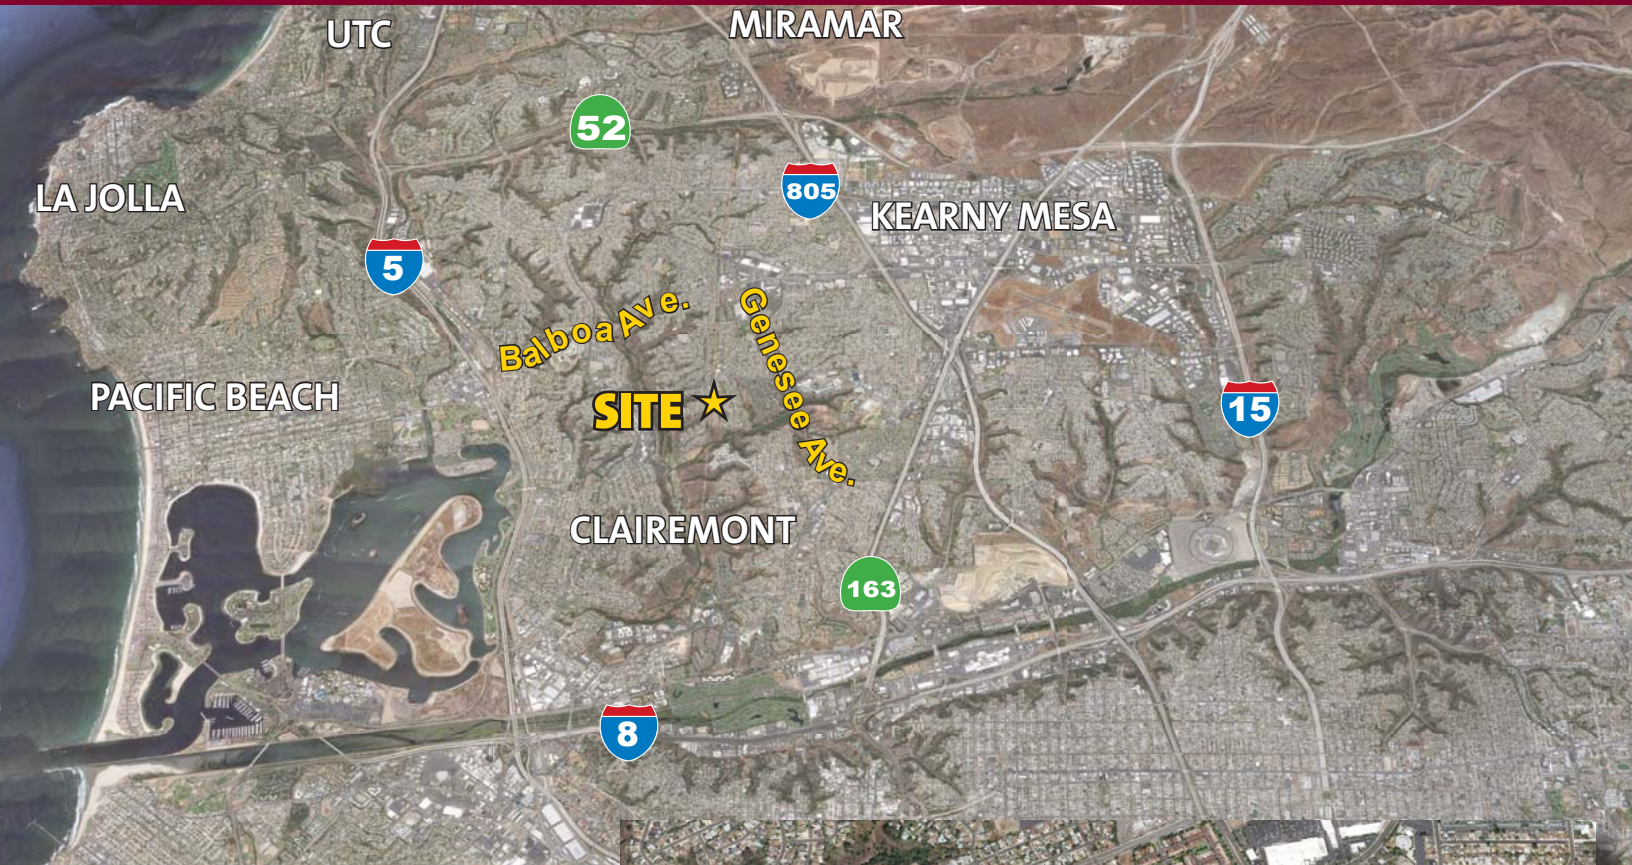 UTC
MIRAMAR
52
LA JOLLA
805
KEARNY MESA
5
Balboa Ave.
Genesee Ave.
PACIFIC BEACH
SITE
15
CLAIREMONT
163
8